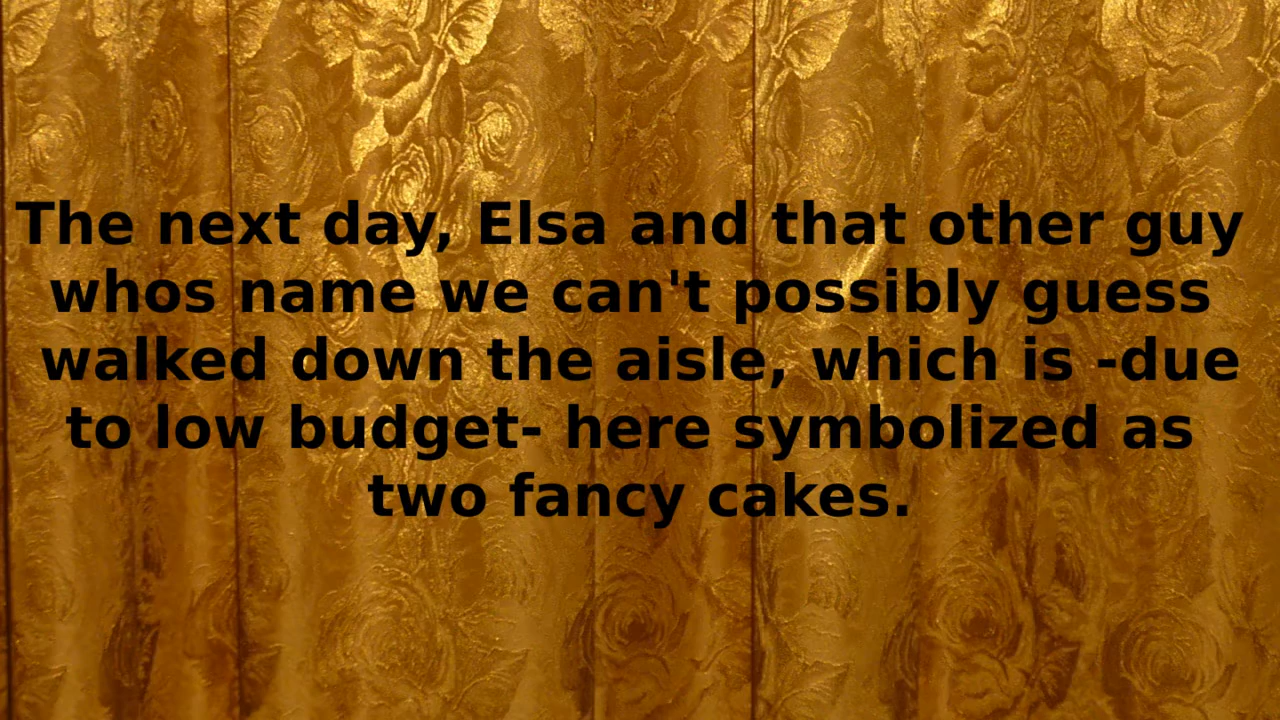 The next day, Elsa and that other guy
whos name we can't possibly guess
walked down the aisle, which is -due
to low budget- here symbolized as
two fancy cakes.